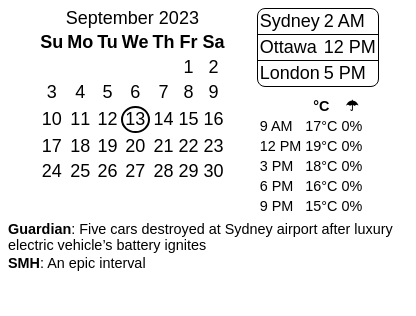 September 2023
Su Mo Tu We Th Fr Sa
1 2
3 4 5 6 7 8 9
10 11 12 13 14 15 16
17 18 19 20 21 22 23
24 25 26 27 28 29 30
Sydney 2 AM
Ottawa 12 PM
London 5 PM
°C ☂
9 AM 17°C 0%
12 PM 19°C 0%
3 PM 18°C 0%
6 PM 16°C 0%
9 PM 15°C 0%
Guardian: Five cars destroyed at Sydney airport after luxury
electric vehicle’s battery ignites
SMH: An epic interval